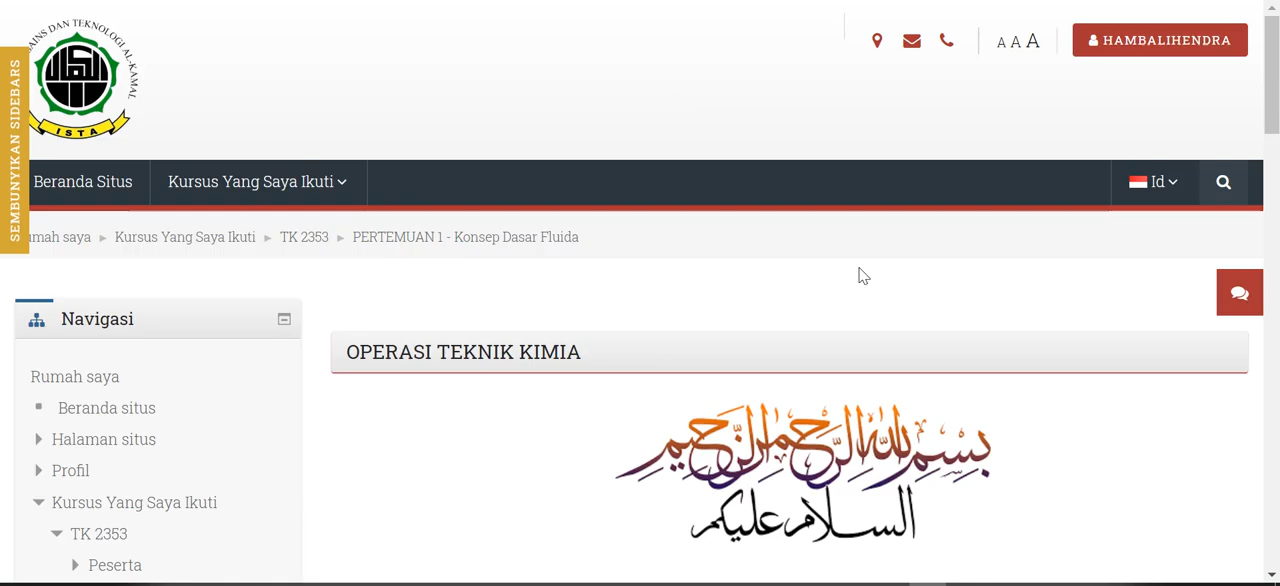 SAINS DAN TEKNOLOGI AL-KAMAL
ISTA
A A A
HAMBALIHENDRA
SEMBUNYIKAN SIDEBARS
Beranda Situs
Kursus Yang Saya Ikuti
Id
mah saya ► Kursus Yang Saya Ikuti ► TK 2353 ► PERTEMUAN 1 - Konsep Dasar Fluida
Navigasi
OPERASI TEKNIK KIMIA
Rumah saya
Beranda situs
Halaman situs
Profil
Kursus Yang Saya Ikuti
TK 2353
Peserta
بسم الله الرحمن الرحيم
السلام عليكم